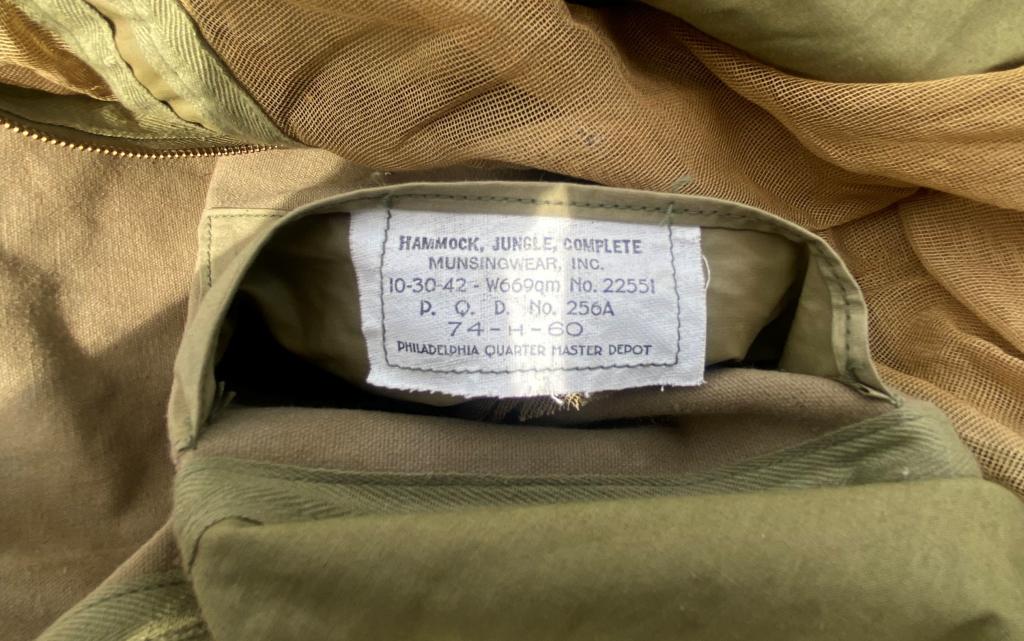 HAMMOCK, JUNGLE, COMPLETE
MUNSINGWEAR, INC.
10-30-42 - W669qm No. 22551
P. Q. D. No. 256A
74-H-60
PHILADELPHIA QUARTER MASTER DEPOT